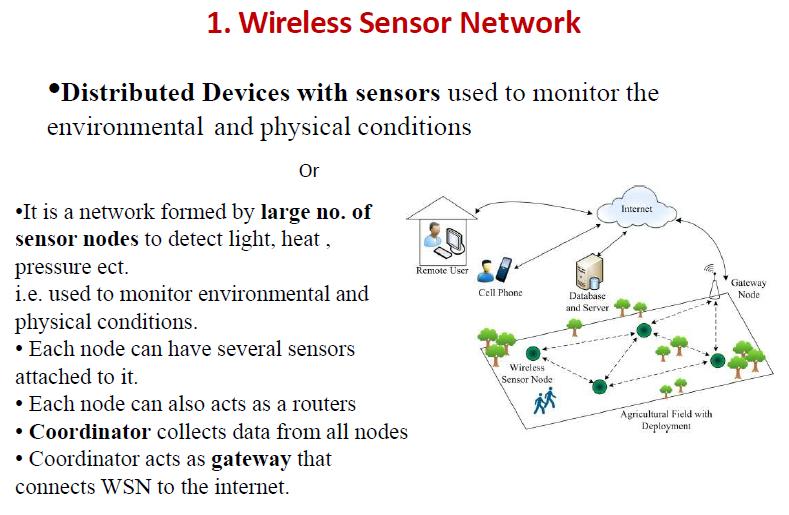 1. Wireless Sensor Network
•Distributed Devices with sensors used to monitor the
environmental and physical conditions
Or
•It is a network formed by large no. of
sensor nodes to detect light, heat ,
pressure ect.
i.e. used to monitor environmental and
physical conditions.
• Each node can have several sensors
attached to it.
• Each node can also acts as a routers
• Coordinator collects data from all nodes
• Coordinator acts as gateway that
connects WSN to the internet.
Internet
Remote User
Cell Phone
Database
and Server
Gateway
Node
Wireless
Sensor Node
Agricultural Field with
Deployment